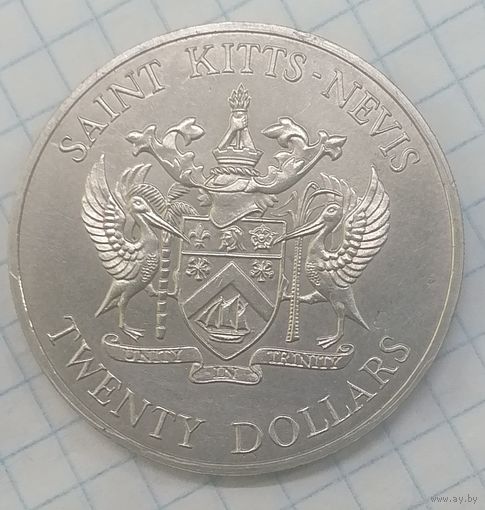 SAINT KITTS-NEVIS
UNITY IN TRINITY
TWENTY DOLLARS
www.ay.by